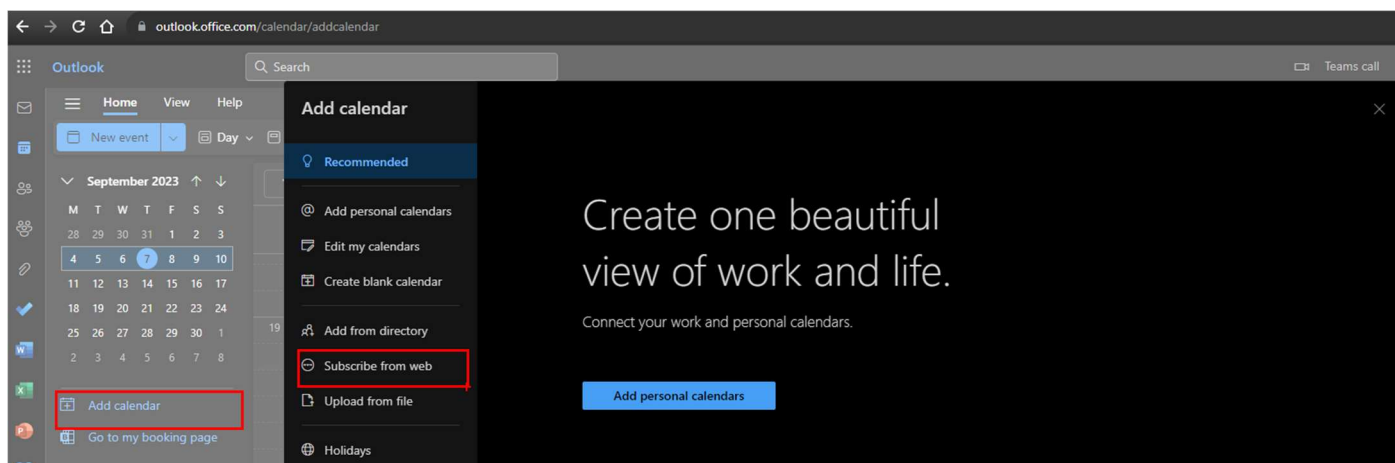 outlook.office.com/calendar/addcalendar
Outlook
Search
Teams call
Home View Help
New event
Day
September 2023
M T W T F S S
28 29 30 31 1 2 3
4 5 6 7 8 9 10
11 12 13 14 15 16 17
18 19 20 21 22 23 24
25 26 27 28 29 30 1
2 3 4 5 6 7 8
Add calendar
Go to my booking page
19
Add calendar
Recommended
Add personal calendars
Edit my calendars
Create blank calendar
Add from directory
Subscribe from web
Upload from file
Holidays
Create one beautiful
view of work and life.
Connect your work and personal calendars.
Add personal calendars